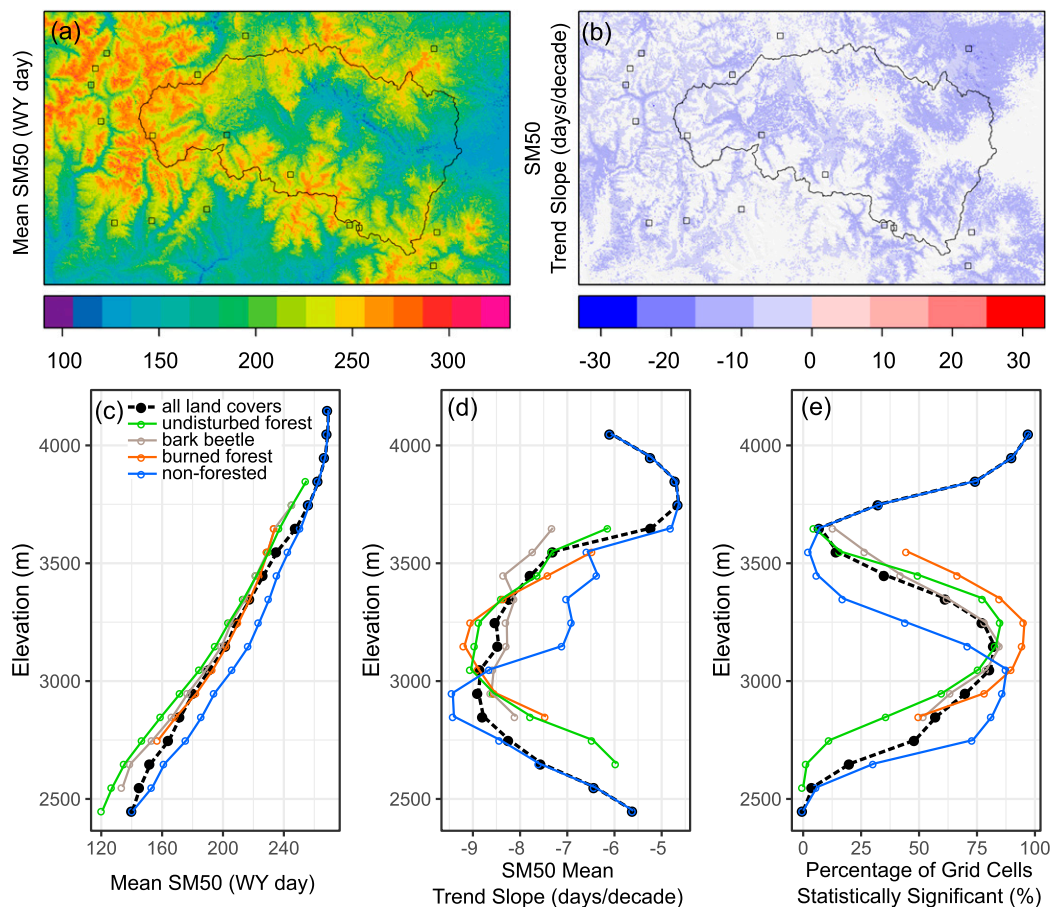 (a)
Mean SM50 (WY day)
100 150 200 250 300
(b)
SM50
Trend Slope (days/decade)
-30 -20 -10 0 10 20 30
(c)
all land covers
undisturbed forest
bark beetle
burned forest
non-forested
Elevation (m)
4000
3500
3000
2500
120 160 200 240
Mean SM50 (WY day)
(d)
Elevation (m)
4000
3500
3000
2500
-9 -8 -7 -6 -5
SM50 Mean
Trend Slope (days/decade)
(e)
Elevation (m)
4000
3500
3000
2500
0 25 50 75 100
Percentage of Grid Cells
Statistically Significant (%)